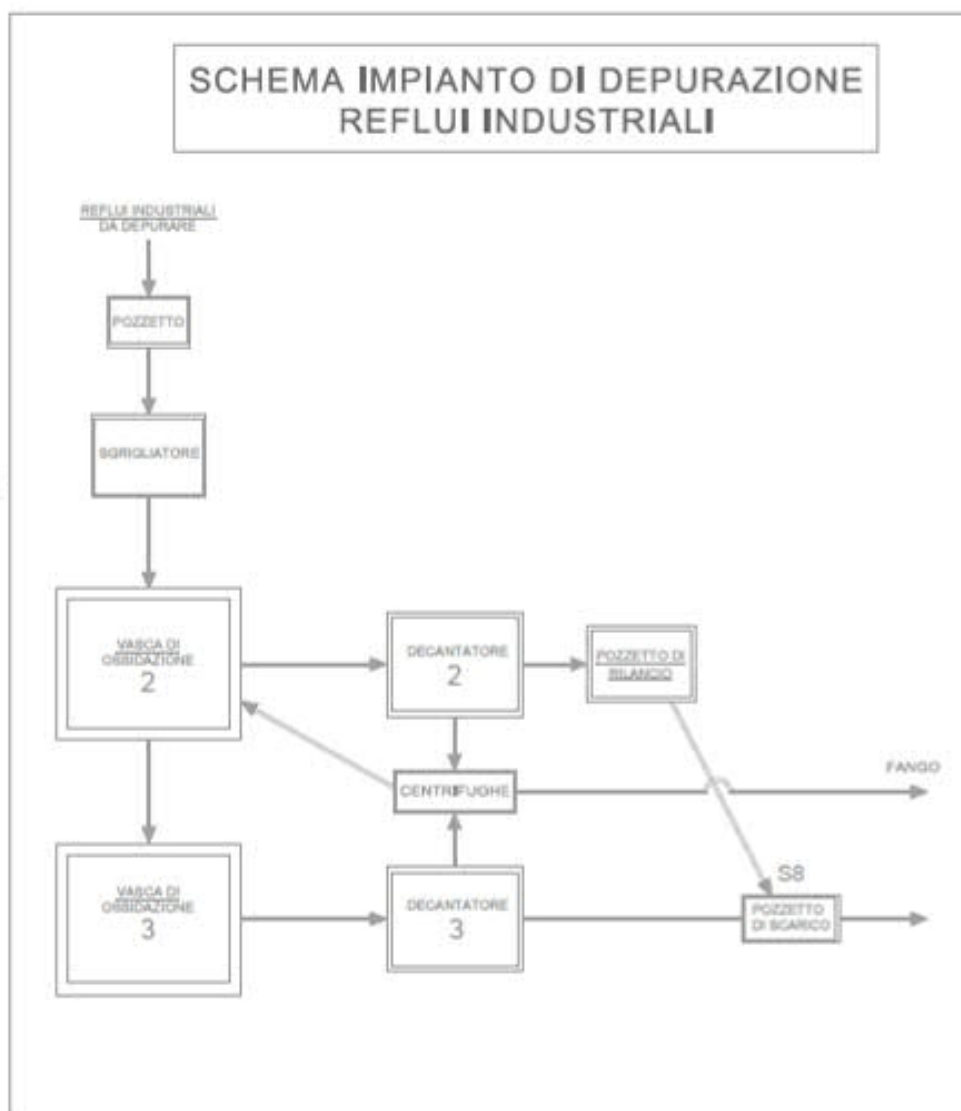 SCHEMA IMPIANTO DI DEPURAZIONE
REFLUI INDUSTRIALI
REFLUI INDUSTRIALI
DA DEPURARE
POZZETTO
SGRIGLIATORE
VASCA DI
OSSIDAZIONE
2
DECANTATORE
2
POZZETTO DI
RILANCIO
FANGO
CENTRIFUGHE
VASCA DI
OSSIDAZIONE
3
DECANTATORE
3
S8
POZZETTO
DI SCARICO